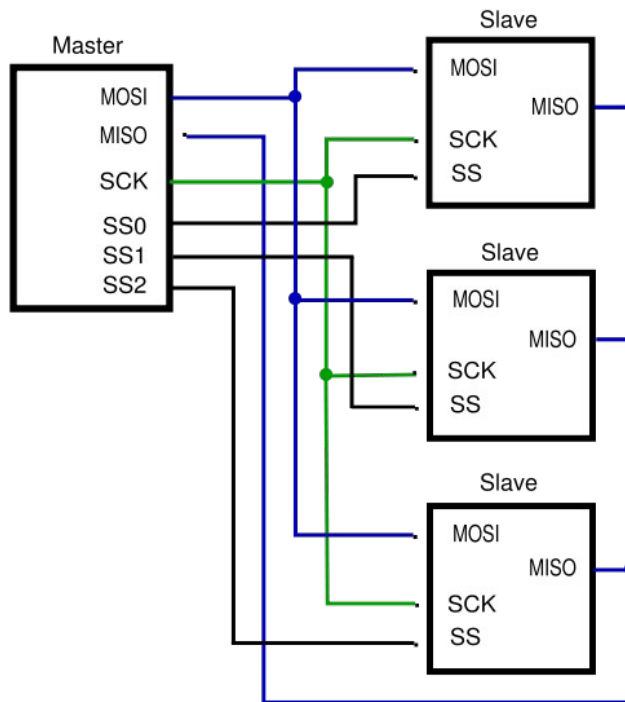 Master
MOSI
MISO
SCK
SS0
SS1
SS2
Slave
MOSI
MISO
SCK
SS
Slave
MOSI
MISO
SCK
SS
Slave
MOSI
MISO
SCK
SS